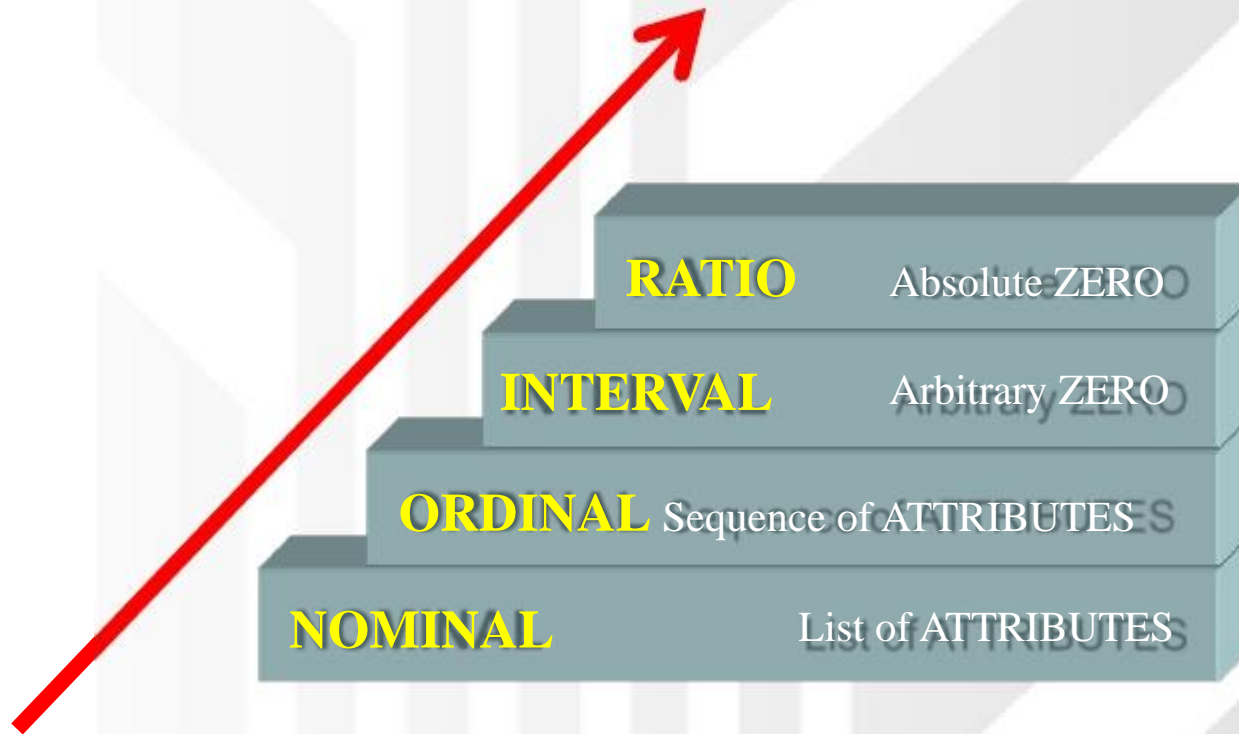 RATIO Absolute ZERO
INTERVAL Arbitrary ZERO
ORDINAL Sequence of ATTRIBUTES
NOMINAL List of ATTRIBUTES